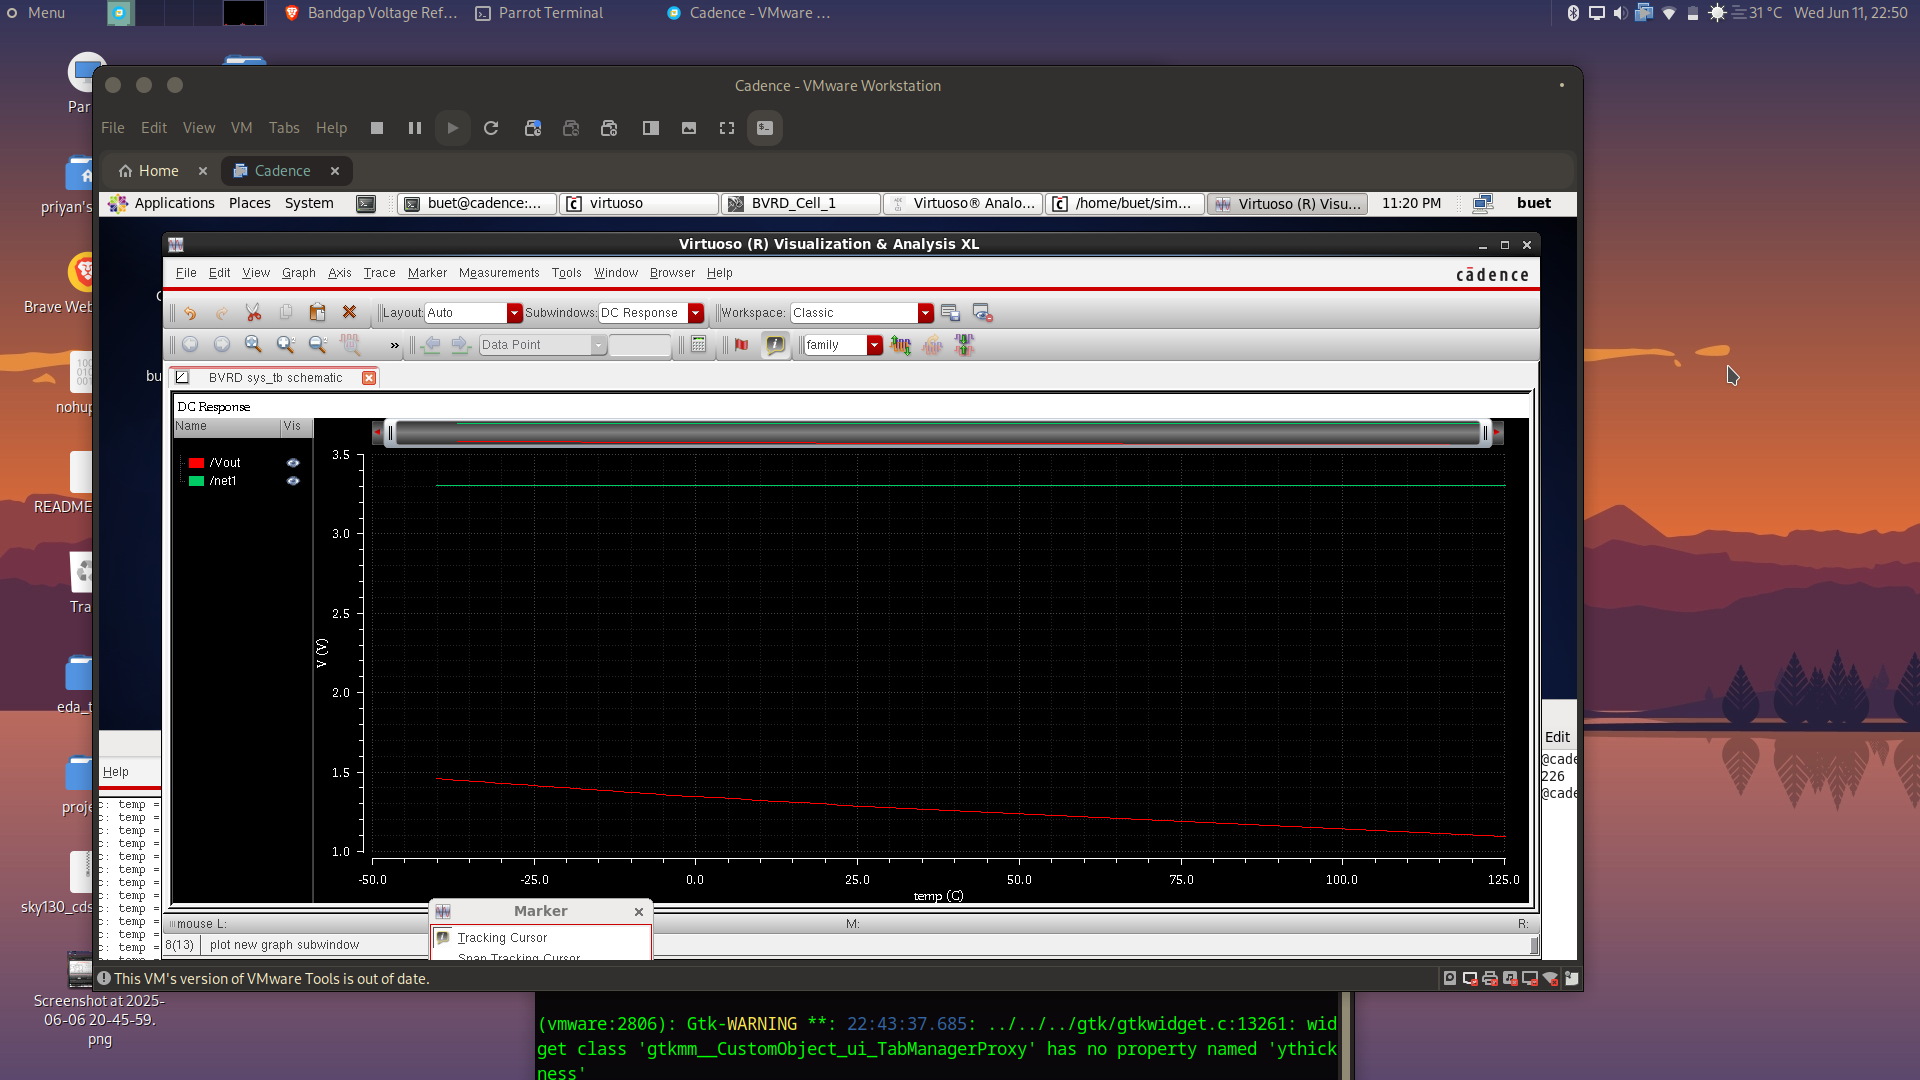 Menu
Bandgap Voltage Ref...
Parrot Terminal
Cadence - VMware ...
31 °C
Wed Jun 11, 22:50
Par
priyan's
Brave Web
nohup
README
Tra
eda_t
proje
sky130_cds
Screenshot at 2025-
06-06 20-45-59.
png
Cadence - VMware Workstation
File Edit View VM Tabs Help
Home
Cadence
Applications Places System
buet@cadence:...
virtuoso
BVRD_Cell_1
Virtuoso® Analo...
/home/buet/sim...
Virtuoso (R) Visu...
11:20 PM
buet
Virtuoso (R) Visualization & Analysis XL
File Edit View Graph Axis Trace Marker Measurements Tools Window Browser Help
cādence
Layout: Auto
Subwindows: DC Response
Workspace: Classic
» Data Point
family
bu
BVRD sys_tb schematic
DC Response
Name Vis
/Vout
/net1
3.5
3.0
2.5
2.0
1.5
1.0
V (V)
-50.0 -25.0 0.0 25.0 50.0 75.0 100.0 125.0
temp (C)
Help
c: temp =
c: temp =
c: temp =
c: temp =
c: temp =
c: temp =
c: temp =
c: temp =
c: temp =
c: temp =
c: temp =
c: temp =
Edit
@cade
226
@cade
mouse L:
M:
R:
8(13)
plot new graph subwindow
Marker
Tracking Cursor
Snap Tracking Cursor
This VM's version of VMware Tools is out of date.
(vmware:2806): Gtk-WARNING **: 22:43:37.685: ../../../gtk/gtkwidget.c:13261: wid
get class 'gtkmm__CustomObject_ui_TabManagerProxy' has no property named 'ythick
ness'